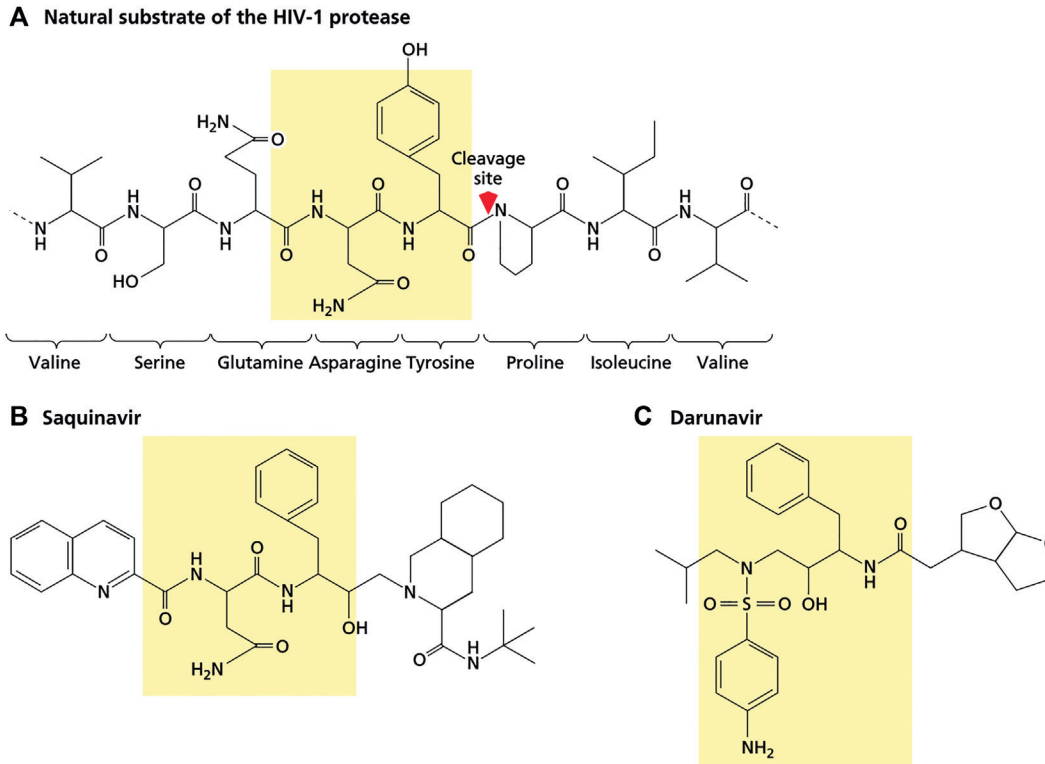 A Natural substrate of the HIV-1 protease
OH
H₂N
O
Cleavage
site
H
N
O
H
N
O
N
O
N
H
O
N
H
O
H
N
O
N
H
O
N
H
O
HO
H₂N
O
Valine Serine Glutamine Asparagine Tyrosine Proline Isoleucine Valine
B Saquinavir
C Darunavir
O
O
H
N
O
O
N
N
H
N
O
OH
N
H
N
O
S
O
OH
H₂N
O
O
N
H
NH₂